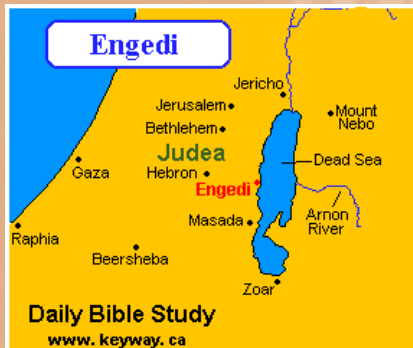 Engedi
Jericho
Jerusalem
Mount
Nebo
Bethlehem
Judea
Dead Sea
Gaza
Hebron
Engedi
Arnon
River
Masada
Raphia
Beersheba
Zoar
Daily Bible Study
www.keyway.ca